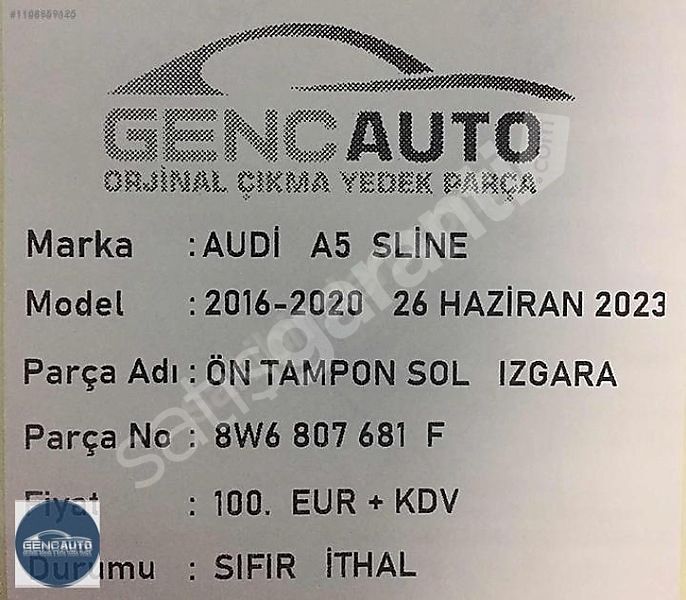 GENCAUTO
ORJİNAL ÇIKMA YEDEK PARÇA
Marka : AUDİ A5 SLİNE
Model : 2016-2020 26 HAZİRAN 2023
Parça Adı : ÖN TAMPON SOL IZGARA
Parça No : 8W6 807 681 F
Fiyat : 100. EUR + KDV
Durumu : SIFIR İTHAL
GENCAUTO
satışgaranti.com